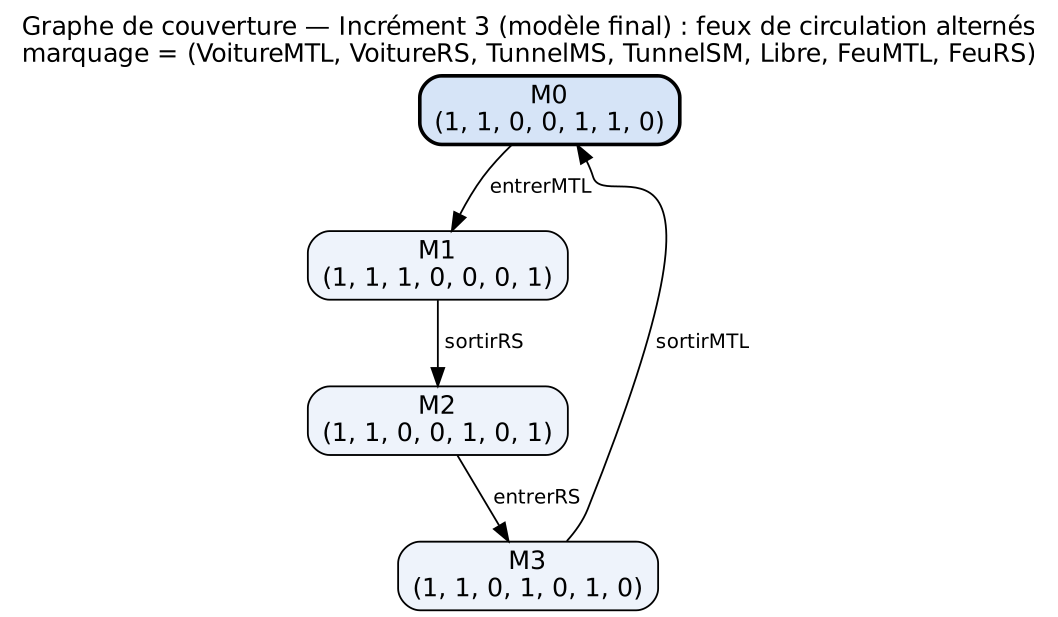 Graphe de couverture — Incrément 3 (modèle final) : feux de circulation alternés
marquage = (VoitureMTL, VoitureRS, TunnelMS, TunnelSM, Libre, FeuMTL, FeuRS)
M0
(1, 1, 0, 0, 1, 1, 0)
entrerMTL
M1
(1, 1, 1, 0, 0, 0, 1)
sortirRS
sortirMTL
M2
(1, 1, 0, 0, 1, 0, 1)
entrerRS
M3
(1, 1, 0, 1, 0, 1, 0)